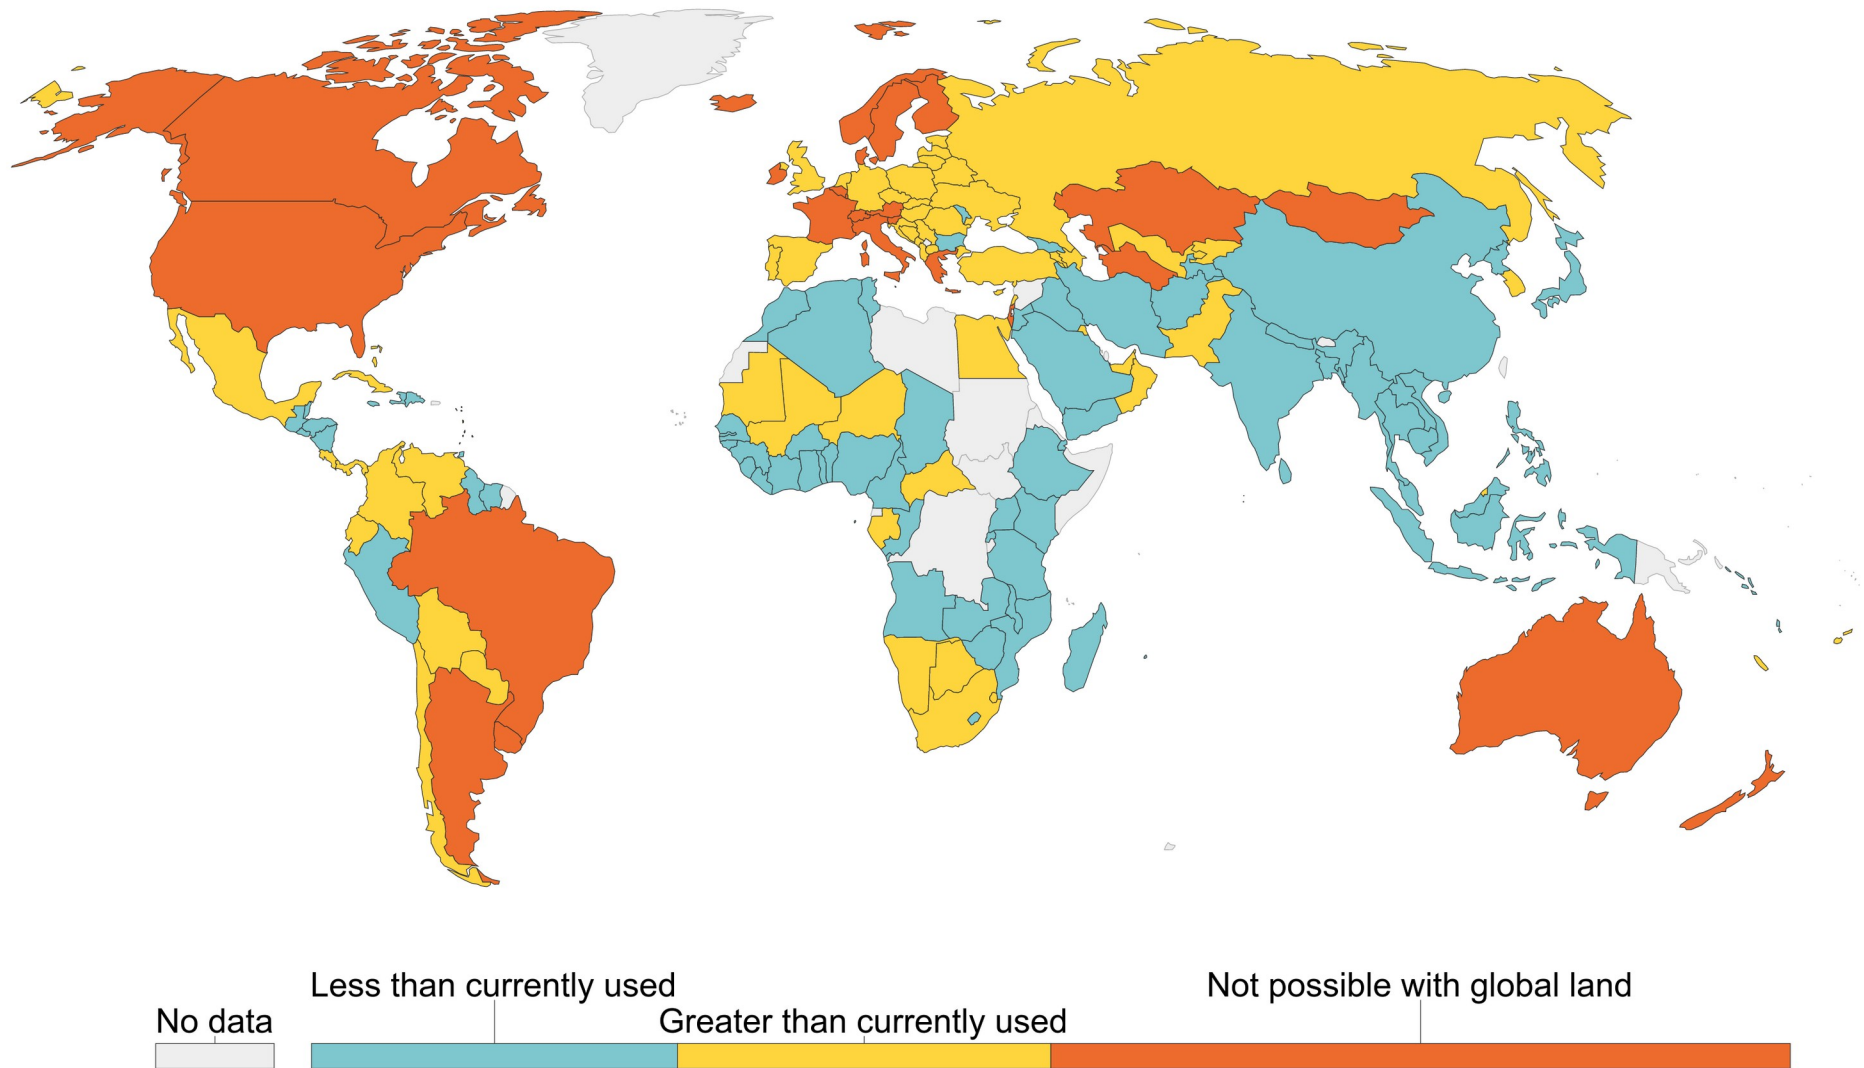 Less than currently used
Not possible with global land
No data
Greater than currently used